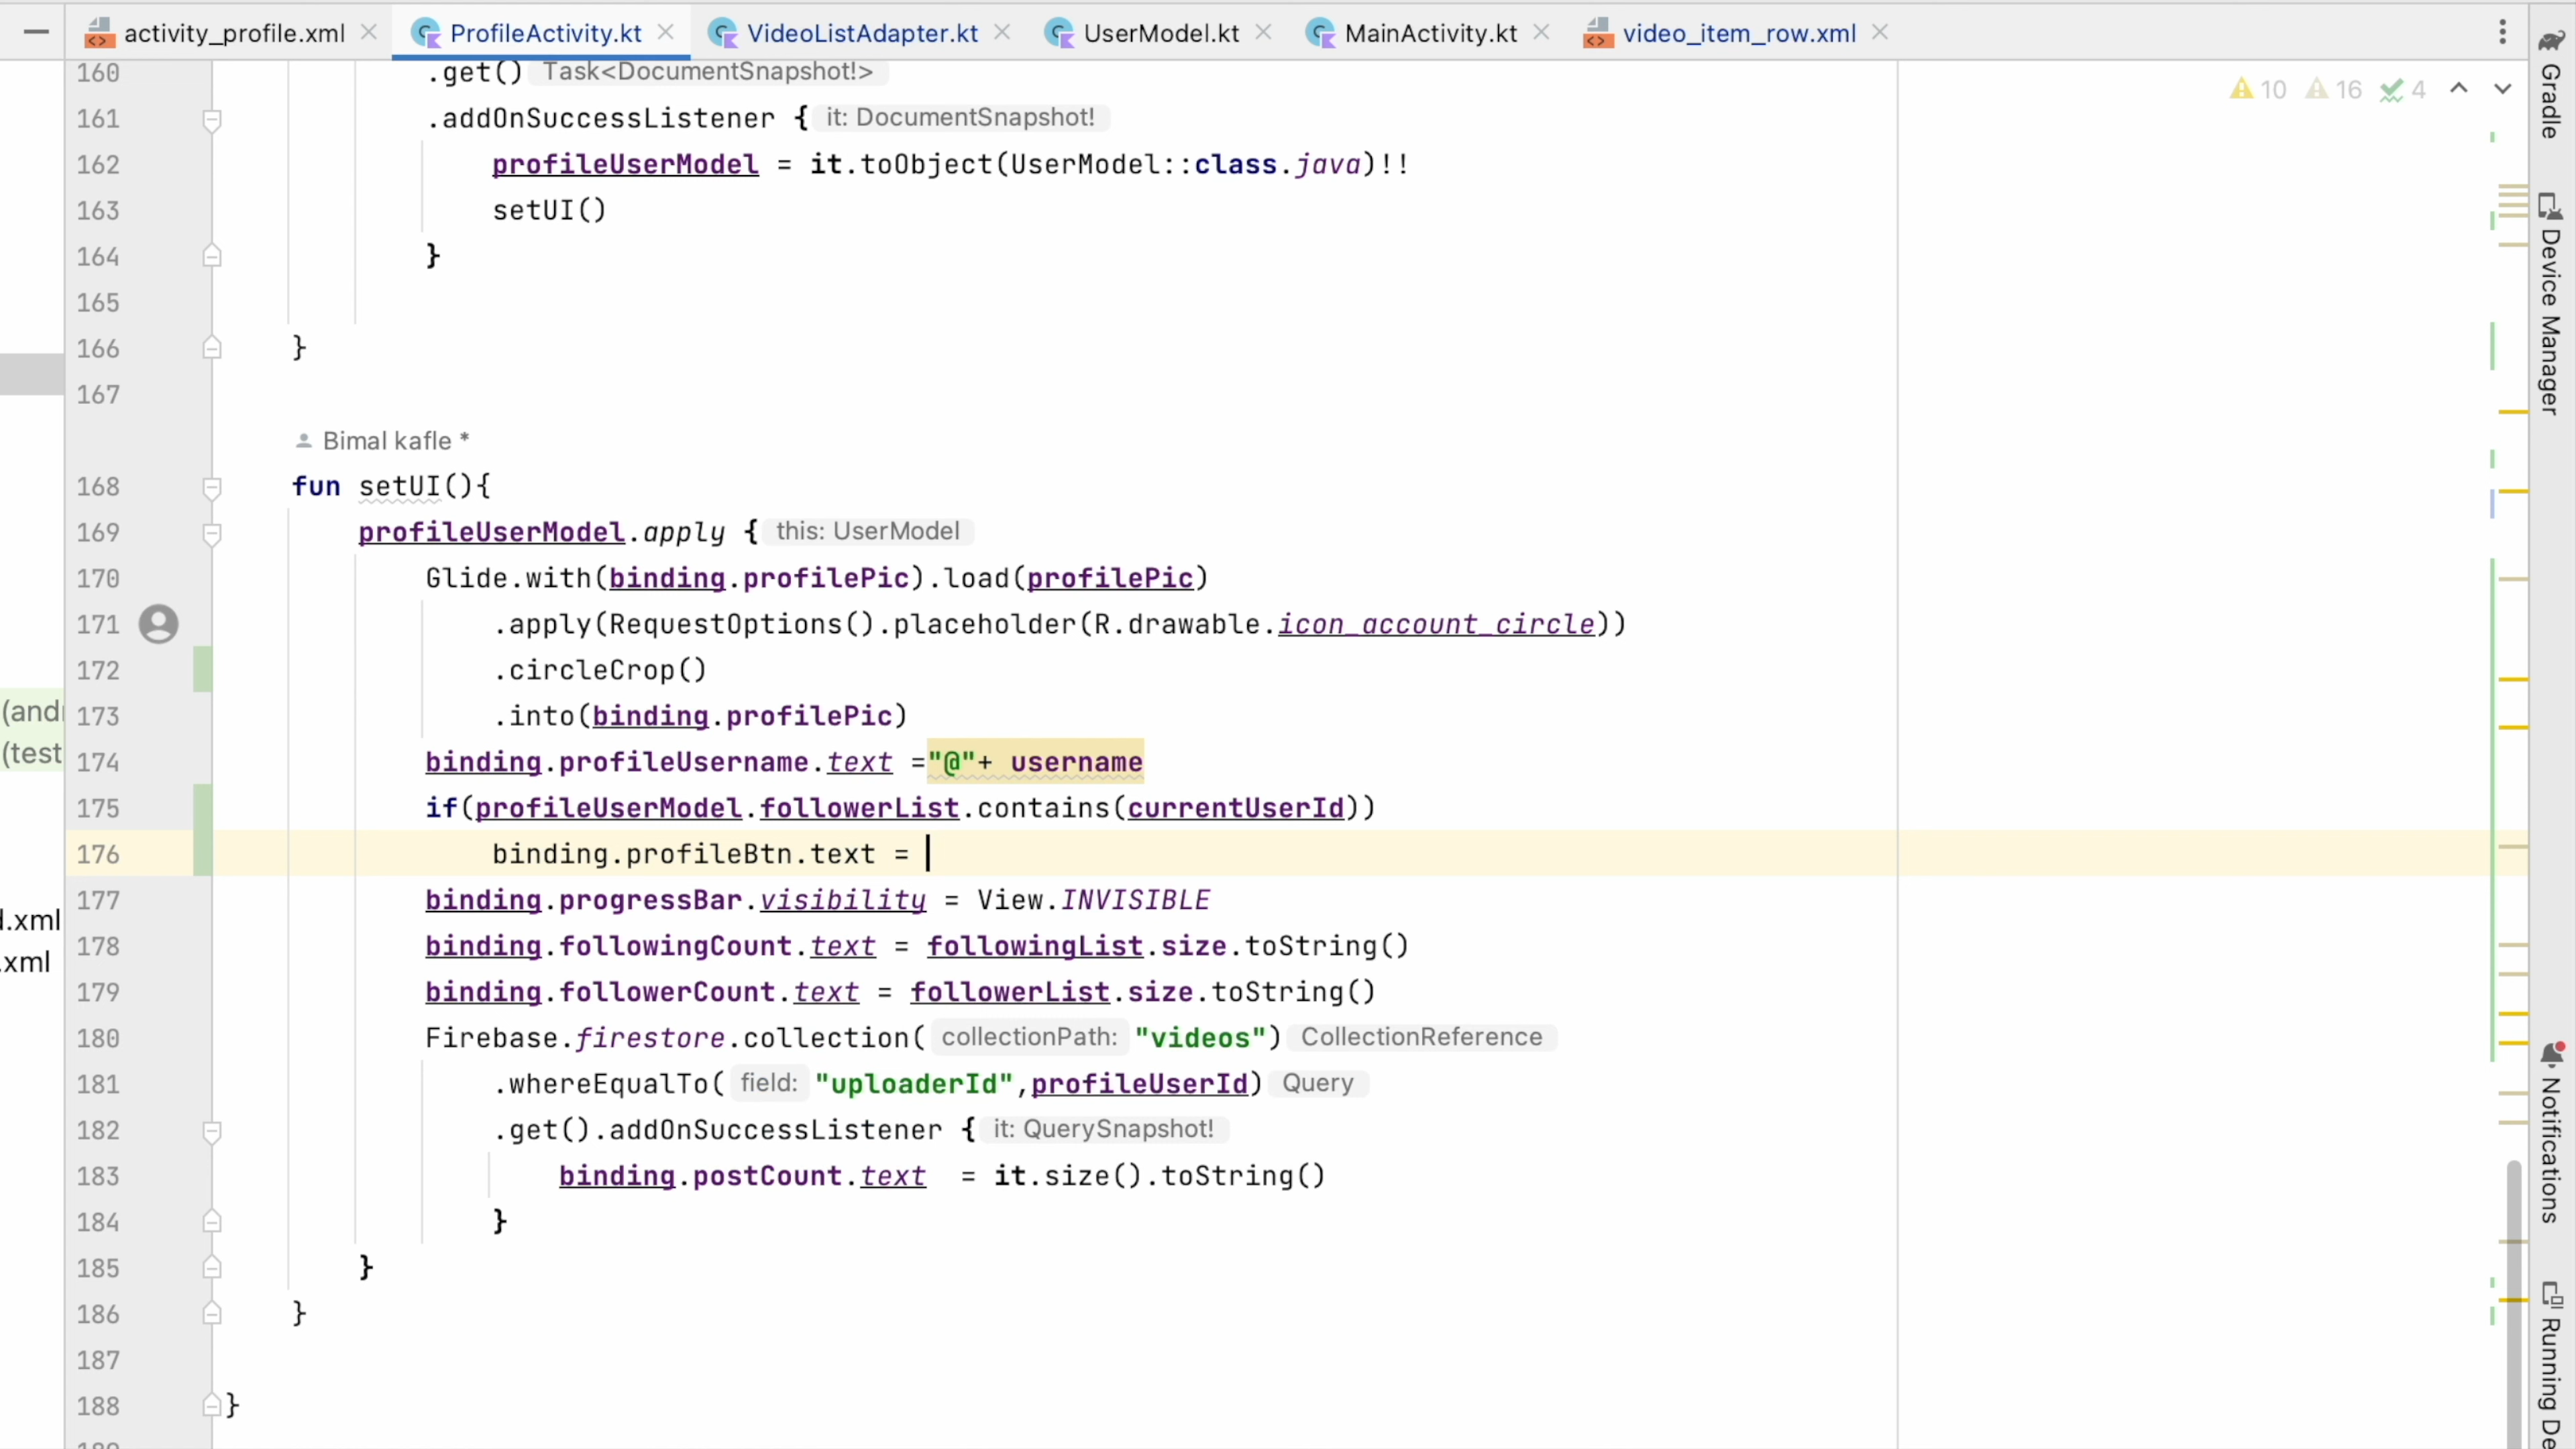 activity_profile.xml ProfileActivity.kt VideoListAdapter.kt UserModel.kt MainActivity.kt video_item_row.xml
10 16 4
160 .get() Task<DocumentSnapshot!>
161 .addOnSuccessListener { it: DocumentSnapshot!
162 profileUserModel = it.toObject(UserModel::class.java)!!
163 setUI()
164 }
165
166 }
167
Bimal kafle *
168 fun setUI(){
169 profileUserModel.apply { this: UserModel
170 Glide.with(binding.profilePic).load(profilePic)
171 .apply(RequestOptions().placeholder(R.drawable.icon_account_circle))
172 .circleCrop()
(and
173 .into(binding.profilePic)
(test
174 binding.profileUsername.text ="@"+ username
175 if(profileUserModel.followerList.contains(currentUserId))
176 binding.profileBtn.text =
177 binding.progressBar.visibility = View.INVISIBLE
d.xml
178 binding.followingCount.text = followingList.size.toString()
.xml
179 binding.followerCount.text = followerList.size.toString()
180 Firebase.firestore.collection( collectionPath: "videos") CollectionReference
181 .whereEqualTo( field: "uploaderId",profileUserId) Query
182 .get().addOnSuccessListener { it: QuerySnapshot!
183 binding.postCount.text = it.size().toString()
184 }
185 }
186 }
187
188 }
Gradle
Device Manager
Notifications
Running De